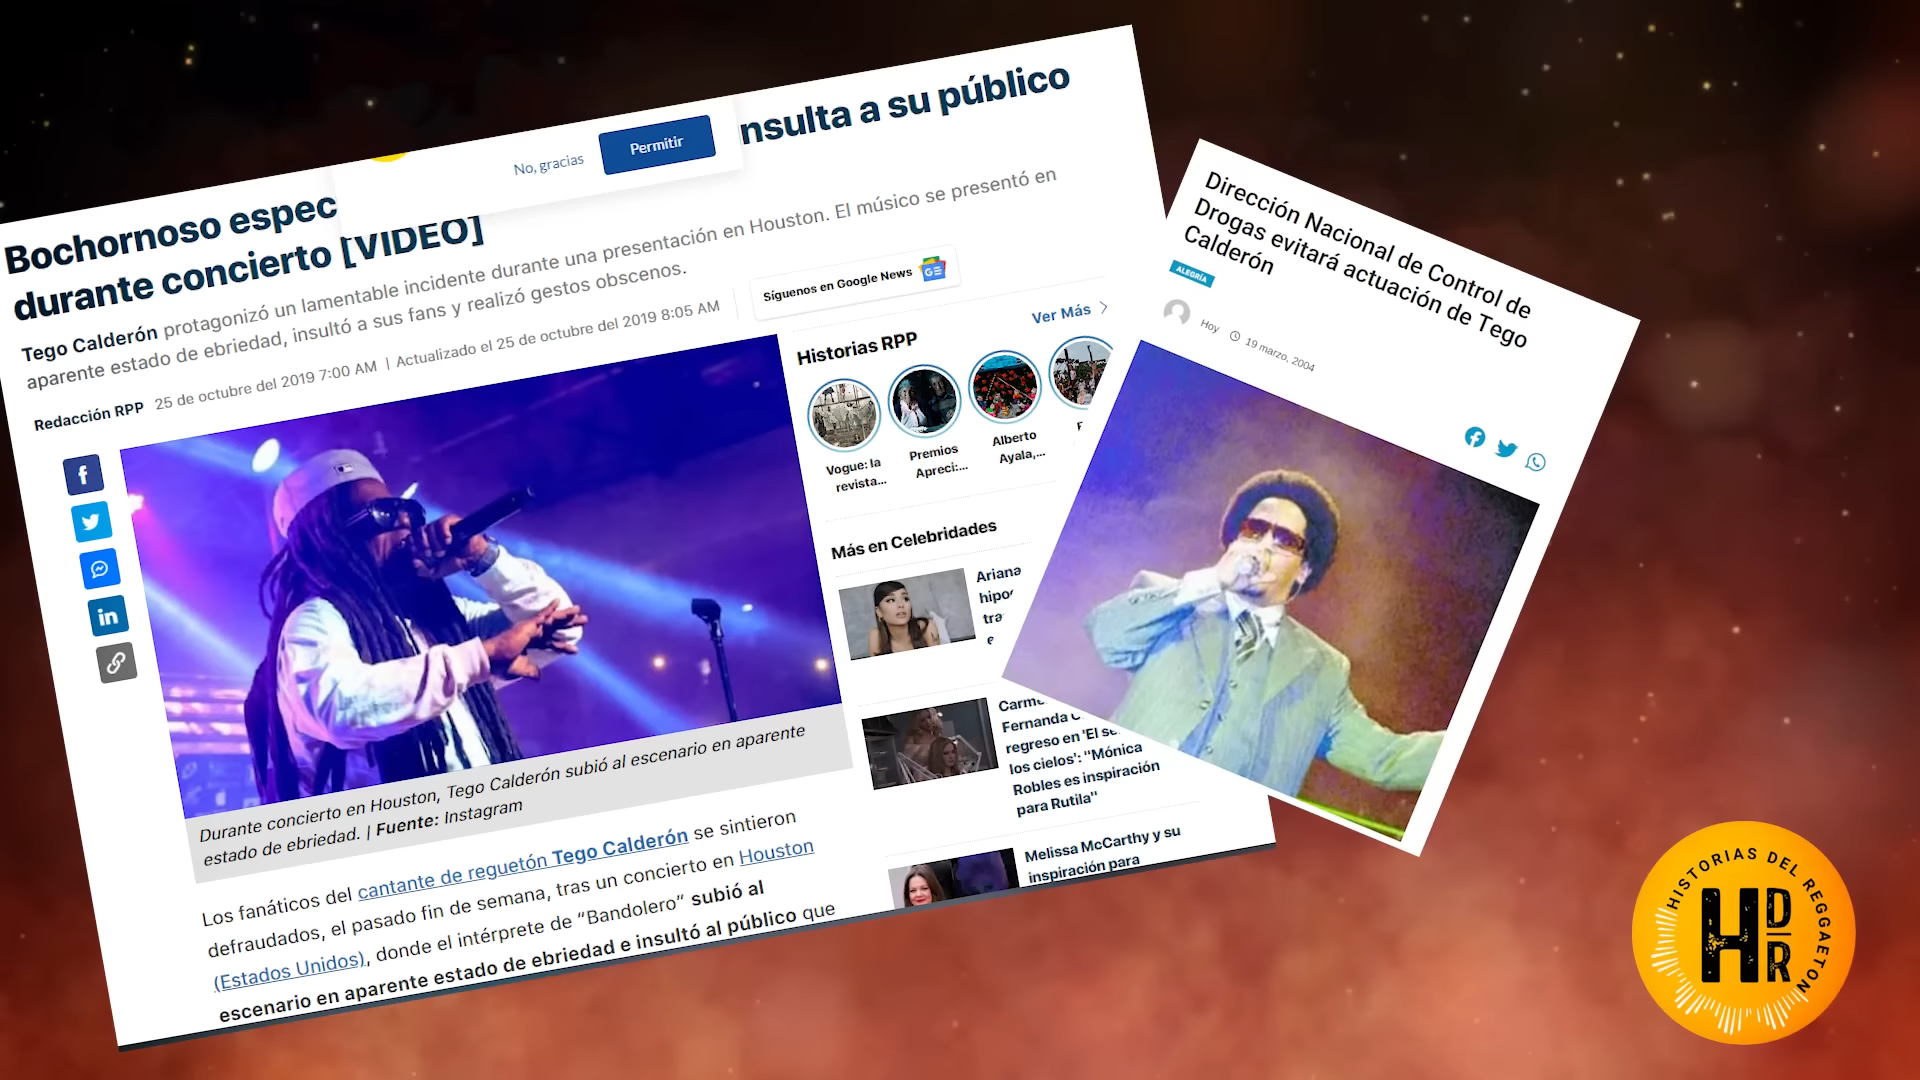 Bochornoso espec
nsulta a su público
durante concierto [VIDEO]
No, gracias
Permitir
Tego Calderón protagonizó un lamentable incidente durante una presentación en Houston. El músico se presentó en
aparente estado de ebriedad, insultó a sus fans y realizó gestos obscenos.
Redacción RPP 25 de octubre del 2019 7:00 AM | Actualizado el 25 de octubre del 2019 8:05 AM
Síguenos en Google News
Durante concierto en Houston, Tego Calderón subió al escenario en aparente
estado de ebriedad. | Fuente: Instagram
Los fanáticos del cantante de reguetón Tego Calderón se sintieron
defraudados, el pasado fin de semana, tras un concierto en Houston
(Estados Unidos), donde el intérprete de “Bandolero” subió al
escenario en aparente estado de ebriedad e insultó al público que
Historias RPP
Ver Más
Vogue: la
revista...
Premios
Apreci:...
Alberto
Ayala,...
Más en Celebridades
Ariana
hipo
tra
e
Carme
Fernanda C
regreso en 'El se
los cielos': "Mónica
Robles es inspiración
para Rutila"
Melissa McCarthy y su
inspiración para
Dirección Nacional de Control de
Drogas evitará actuación de Tego
Calderón
ALEGRÍA
Hoy 19 marzo, 2004
HISTORIAS DEL REGGAETON
HDR